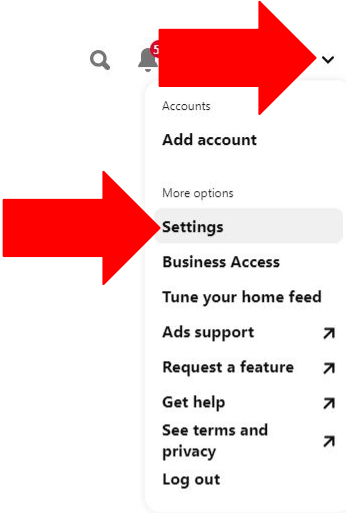 5
Accounts
Add account
More options
Settings
Business Access
Tune your home feed
Ads support
Request a feature
Get help
See terms and
privacy
Log out